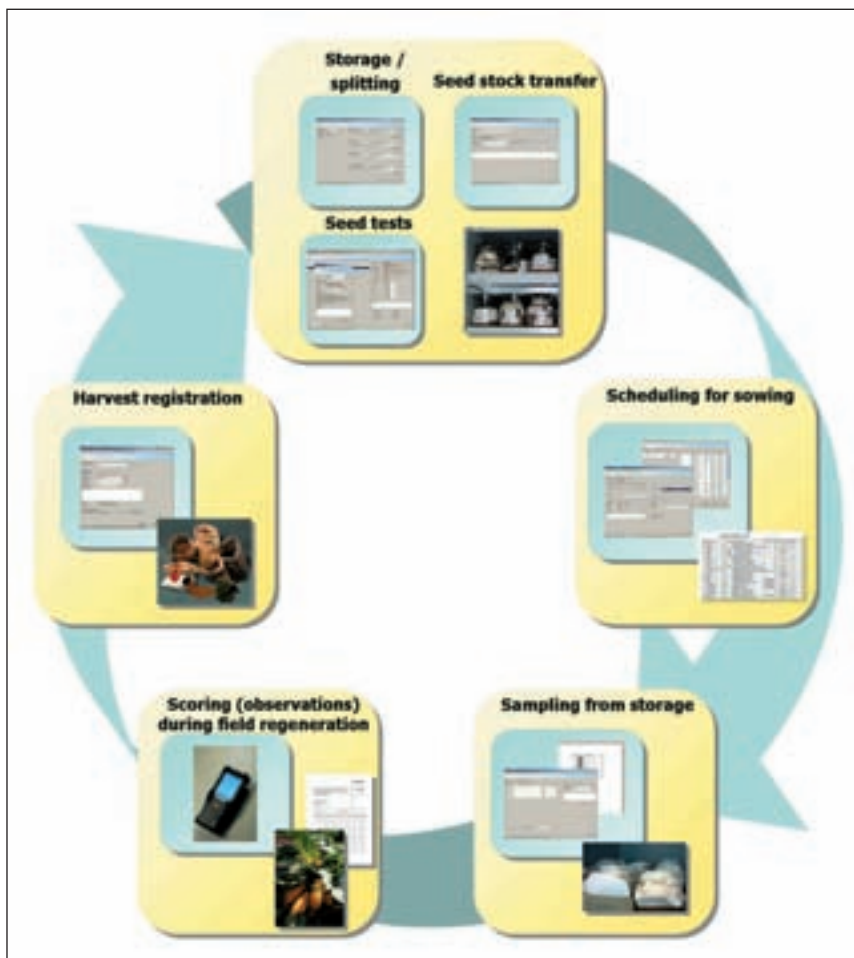 Storage /
splitting
Seed stock transfer
Seed tests
Harvest registration
Scheduling for sowing
Scoring (observations)
during field regeneration
Sampling from storage